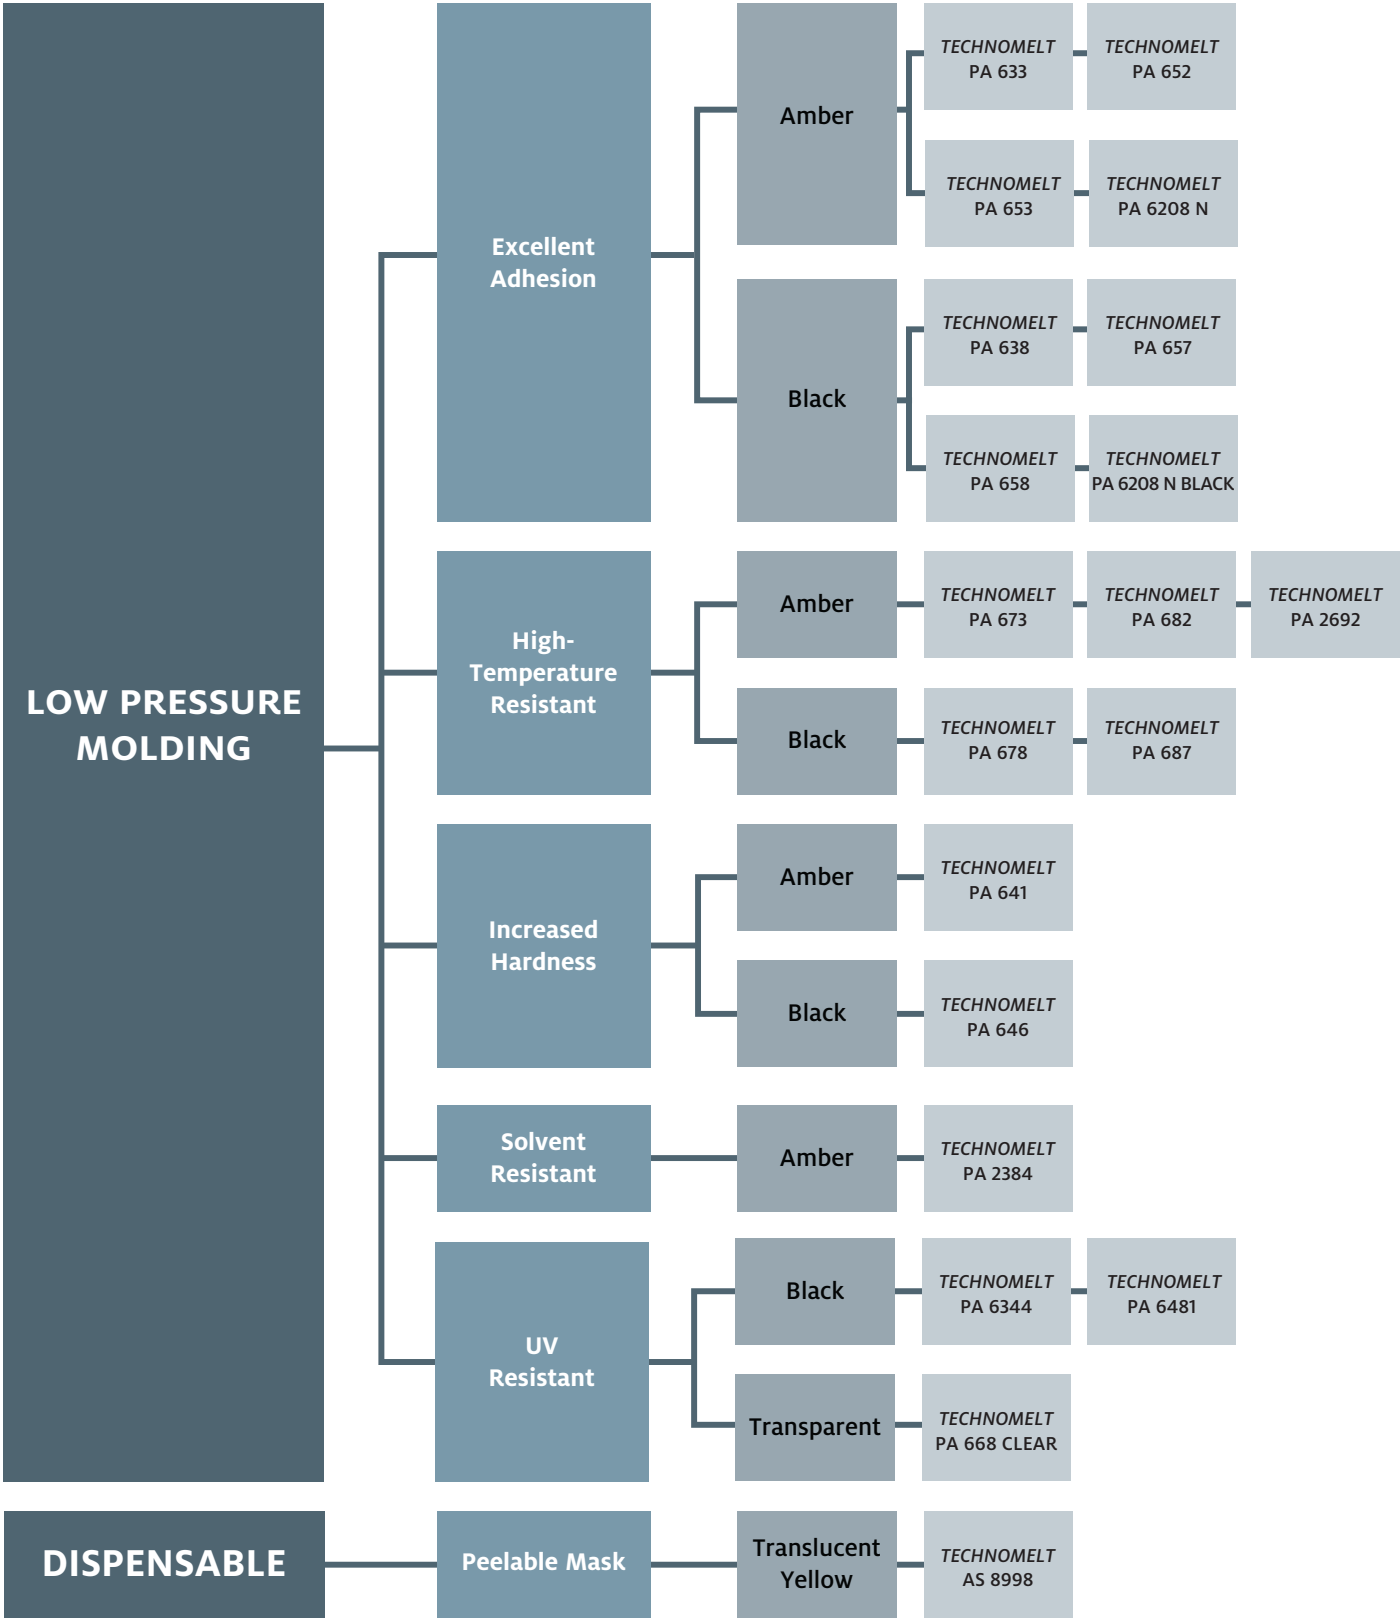 LOW PRESSURE
MOLDING
Excellent
Adhesion
Amber
TECHNOMELT
PA 633
TECHNOMELT
PA 652
TECHNOMELT
PA 653
TECHNOMELT
PA 6208 N
Black
TECHNOMELT
PA 638
TECHNOMELT
PA 657
TECHNOMELT
PA 658
TECHNOMELT
PA 6208 N BLACK
High-
Temperature
Resistant
Amber
TECHNOMELT
PA 673
TECHNOMELT
PA 682
TECHNOMELT
PA 2692
Black
TECHNOMELT
PA 678
TECHNOMELT
PA 687
Increased
Hardness
Amber
TECHNOMELT
PA 641
Black
TECHNOMELT
PA 646
Solvent
Resistant
Amber
TECHNOMELT
PA 2384
UV
Resistant
Black
TECHNOMELT
PA 6344
TECHNOMELT
PA 6481
Transparent
TECHNOMELT
PA 668 CLEAR
DISPENSABLE
Peelable Mask
Translucent
Yellow
TECHNOMELT
AS 8998